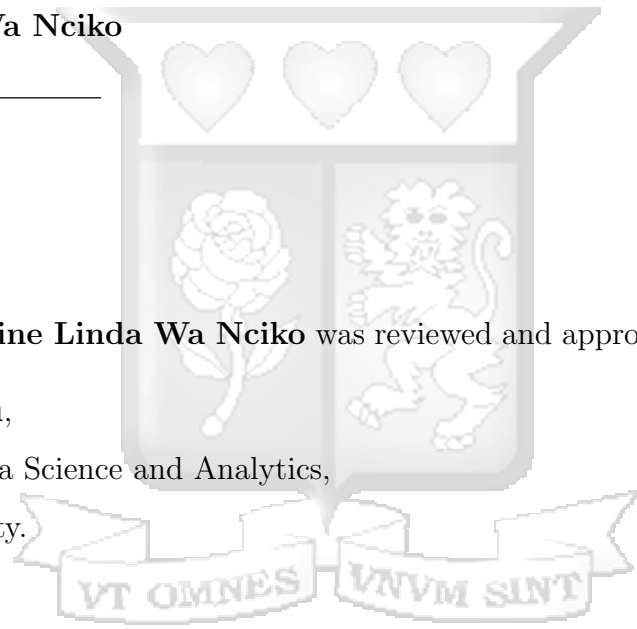 Wa Nciko
ine Linda Wa Nciko was reviewed and appro
a Science and Analytics,
ty.
VT OMNES VNVM SINT